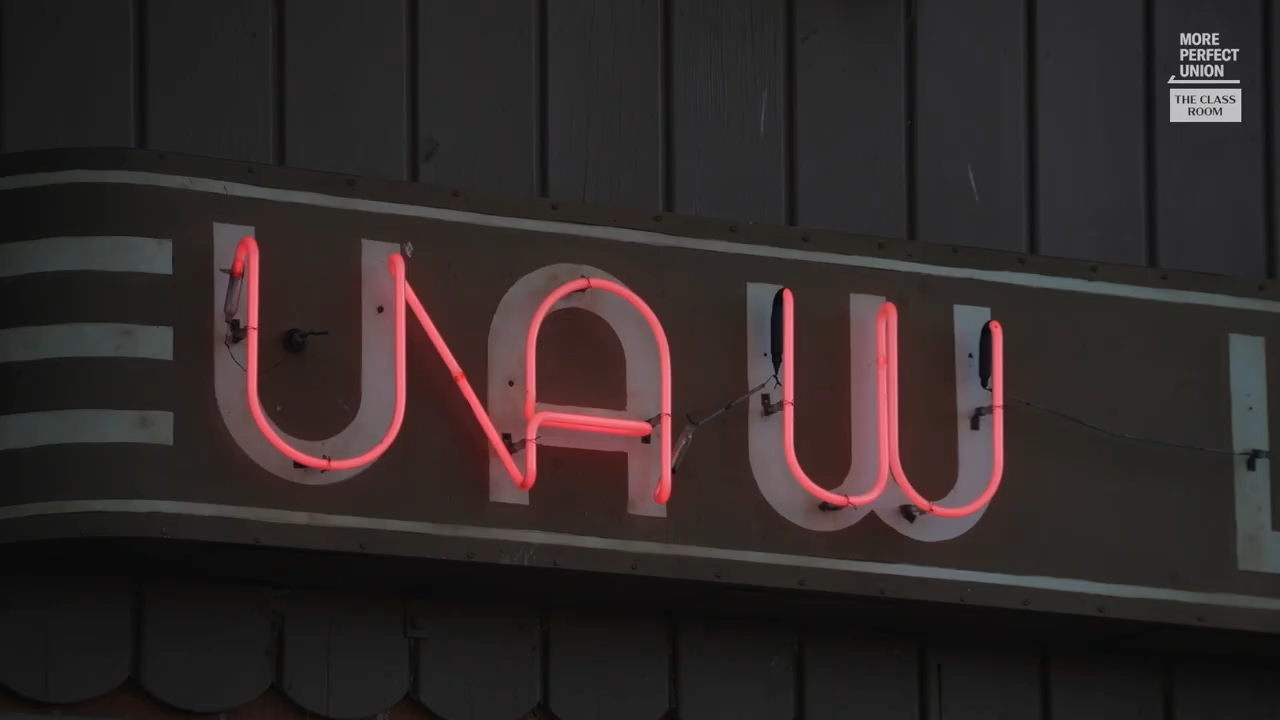 MORE
PERFECT
UNION
THE CLASS
ROOM
UAW L